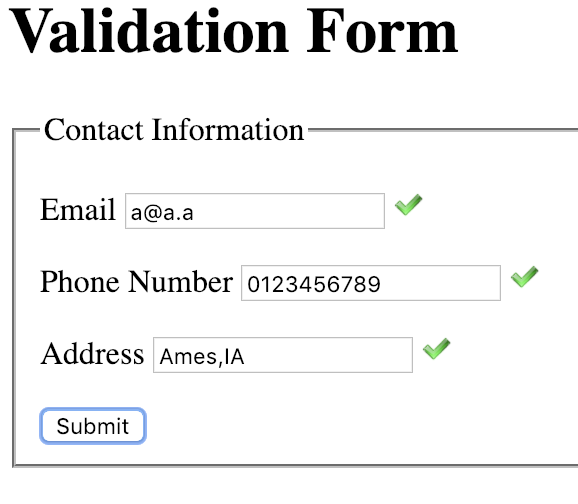 Validation Form
Contact Information
Email a@a.a
Phone Number 0123456789
Address Ames,IA
Submit